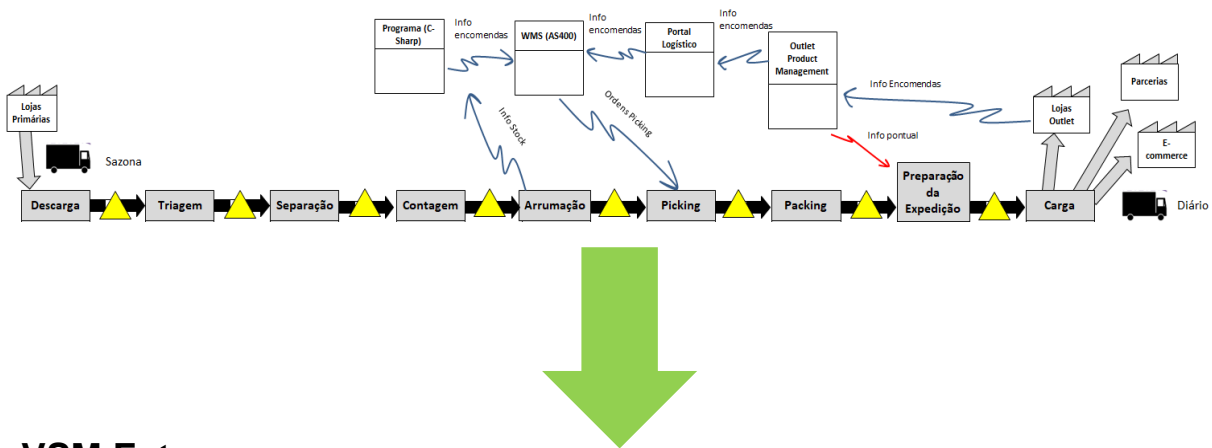 Programa (C-
Sharp)
Info
encomendas
WMS (AS400)
Info
encomendas
Portal
Logístico
Info
encomendas
Outlet
Product
Management
Info Encomendas
Parcerias
Lojas
Primárias
Lojas
Outlet
E-
commerce
Sazona
Info Stock
Ordens Picking
Info pontual
Descarga
Triagem
Separação
Contagem
Arrumação
Picking
Packing
Preparação
da
Expedição
Carga
Diário